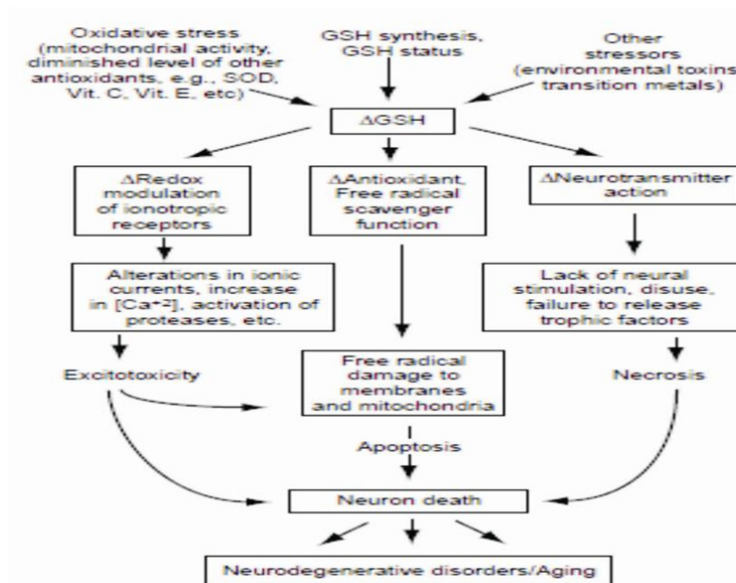 Oxidative stress
(mitochondrial activity,
diminished level of other
antioxidants, e.g., SOD,
Vit. C, Vit. E, etc)
GSH synthesis,
GSH status
Other
stressors
(environmental toxins
transition metals)
ΔGSH
ΔRedox
modulation
of ionotropic
receptors
ΔAntioxidant,
Free radical
scavenger
function
ΔNeurotransmitter
action
Alterations in ionic
currents, increase
in [Ca+2], activation of
proteases, etc.
Lack of neural
stimulation, disuse,
failure to release
trophic factors
Excitotoxicity
Free radical
damage to
membranes
and mitochondria
Necrosis
Apoptosis
Neuron death
Neurodegenerative disorders/Aging